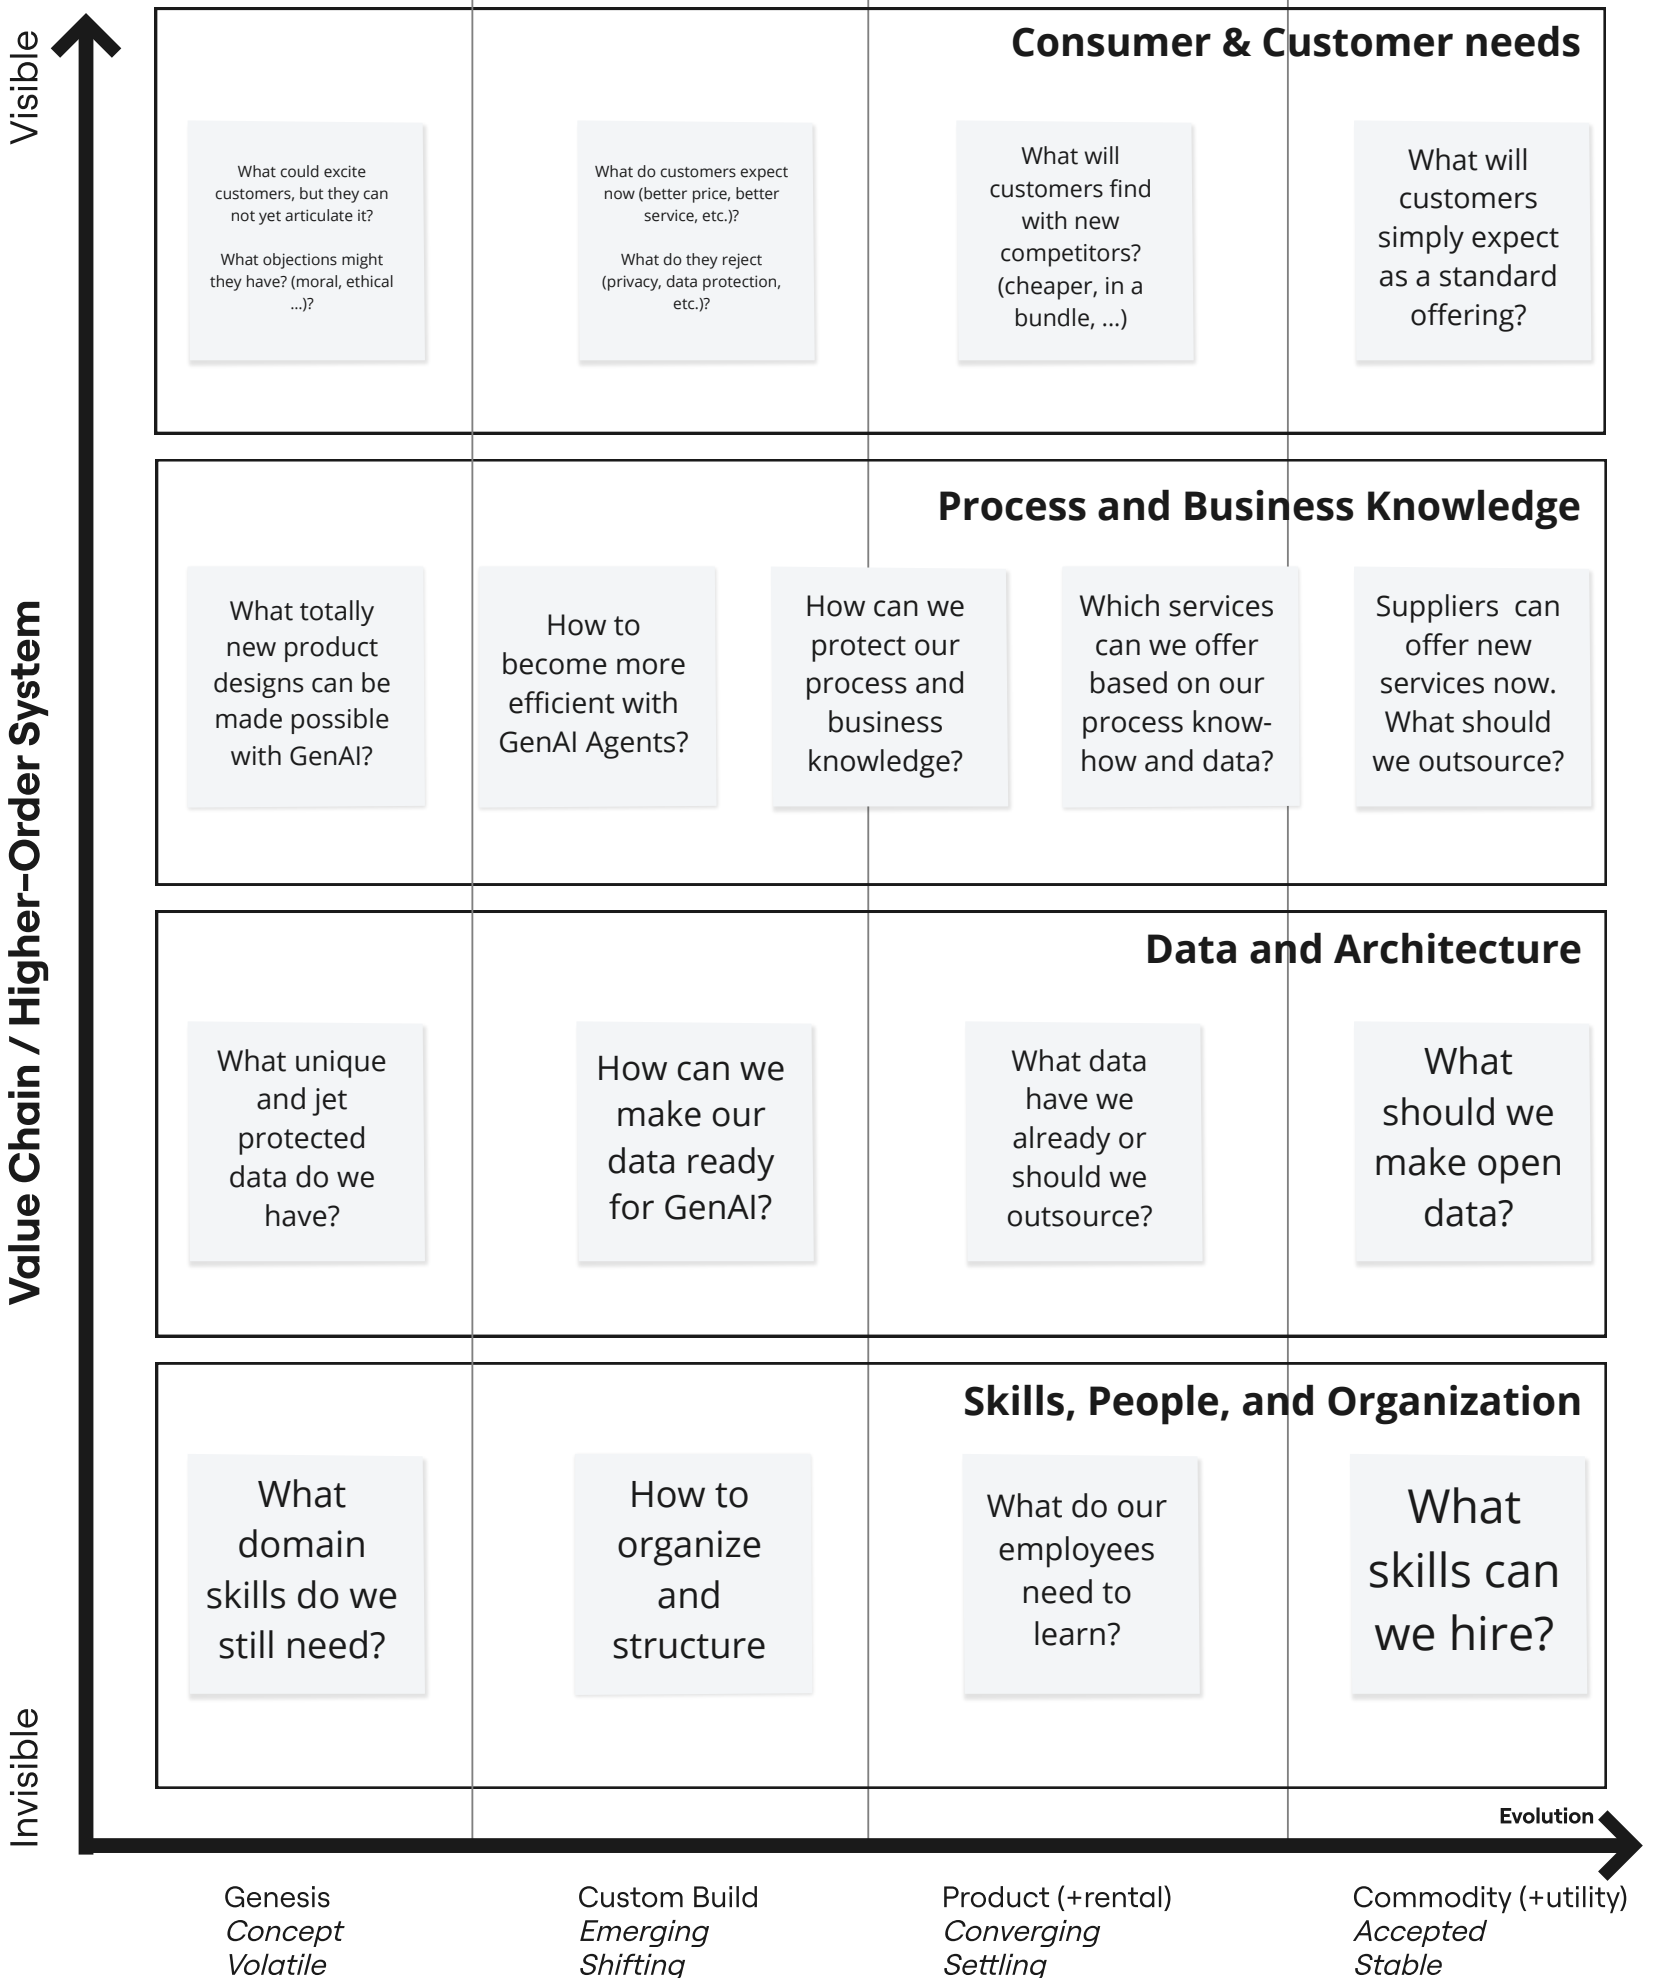 Visible
Consumer & Customer needs
What could excite
customers, but they can
not yet articulate it?
What objections might
they have? (moral, ethical
...)?
What do customers expect
now (better price, better
service, etc.)?
What do they reject
(privacy, data protection,
etc.)?
What will
customers find
with new
competitors?
(cheaper, in a
bundle, ...)
What will
customers
simply expect
as a standard
offering?
Value Chain / Higher-Order System
Process and Business Knowledge
What totally
new product
designs can be
made possible
with GenAI?
How to
become more
efficient with
GenAI Agents?
How can we
protect our
process and
business
knowledge?
Which services
can we offer
based on our
process know-
how and data?
Suppliers  can
offer new
services now.
What should
we outsource?
Data and Architecture
What unique
and jet
protected
data do we
have?
How can we
make our
data ready
for GenAI?
What data
have we
already or
should we
outsource?
What
should we
make open
data?
Skills, People, and Organization
What
domain
skills do we
still need?
How to
organize
and
structure
What do our
employees
need to
learn?
What
skills can
we hire?
Invisible
Evolution
Genesis
Concept
Volatile
Custom Build
Emerging
Shifting
Product (+rental)
Converging
Settling
Commodity (+utility)
Accepted
Stable